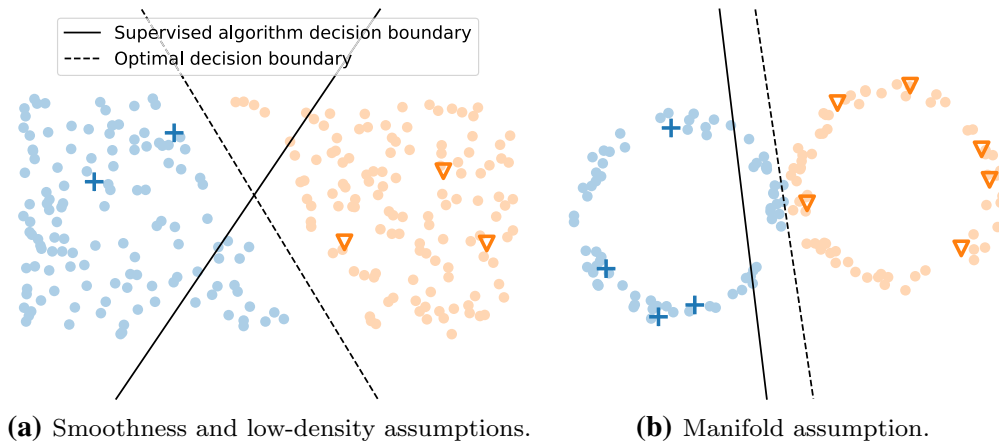 Supervised algorithm decision boundary
Optimal decision boundary
(a) Smoothness and low-density assumptions.
(b) Manifold assumption.